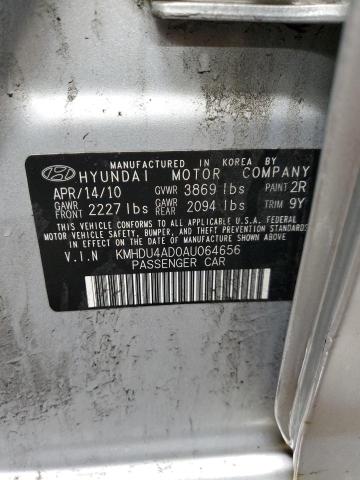 MANUFACTURED IN KOREA BY
HYUNDAI MOTOR COMPANY
APR/14/10 GVWR 3869 lbs PAINT 2R
GAWR FRONT 2227 lbs GAWR REAR 2094 lbs TRIM 9Y
THIS VEHICLE CONFORMS TO ALL APPLICABLE U.S.A. FEDERAL
MOTOR VEHICLE SAFETY, BUMPER, AND THEFT PREVENTION
STANDARDS IN EFFECT ON THE DATE OF MANUFACTURE SHOWN ABOVE.
V.I.N KMHDU4AD0AU064656
PASSENGER CAR